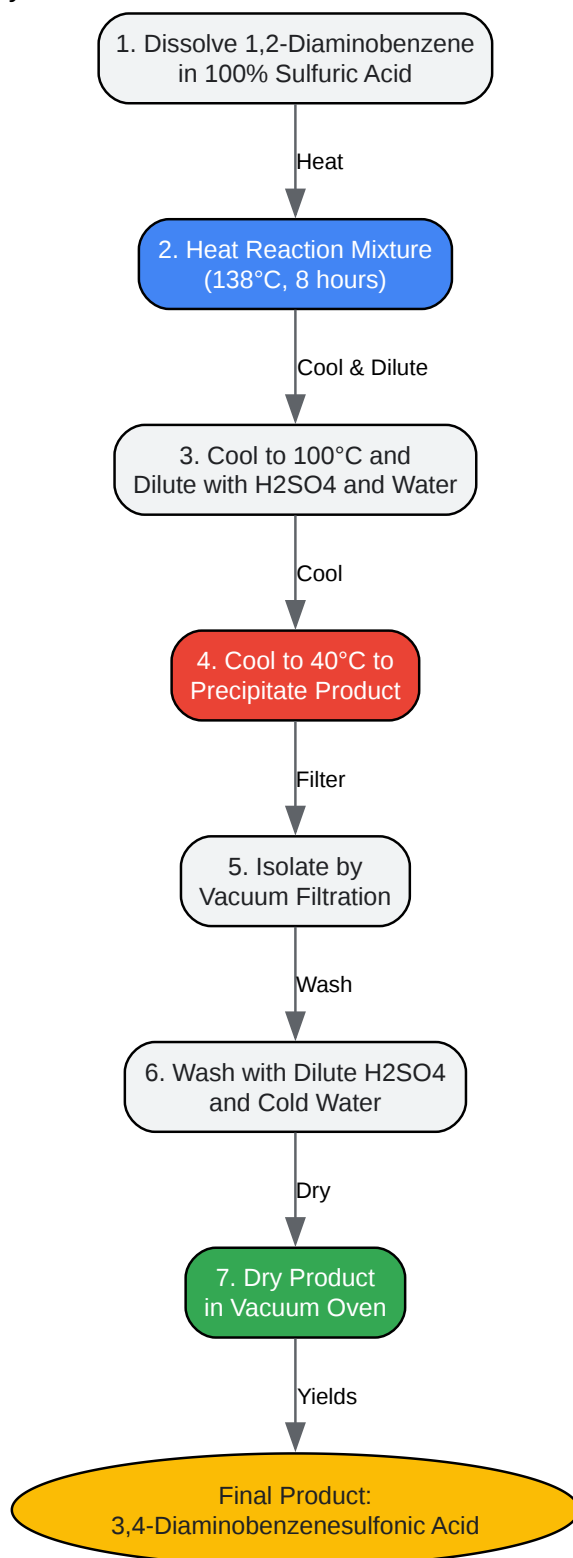 1. Dissolve 1,2-Diaminobenzene
in 100% Sulfuric Acid
Heat
2. Heat Reaction Mixture
(138°C, 8 hours)
Cool & Dilute
3. Cool to 100°C and
Dilute with H2SO4 and Water
Cool
4. Cool to 40°C to
Precipitate Product
Filter
5. Isolate by
Vacuum Filtration
Wash
6. Wash with Dilute H2SO4
and Cold Water
Dry
7. Dry Product
in Vacuum Oven
Yields
Final Product:
3,4-Diaminobenzenesulfonic Acid